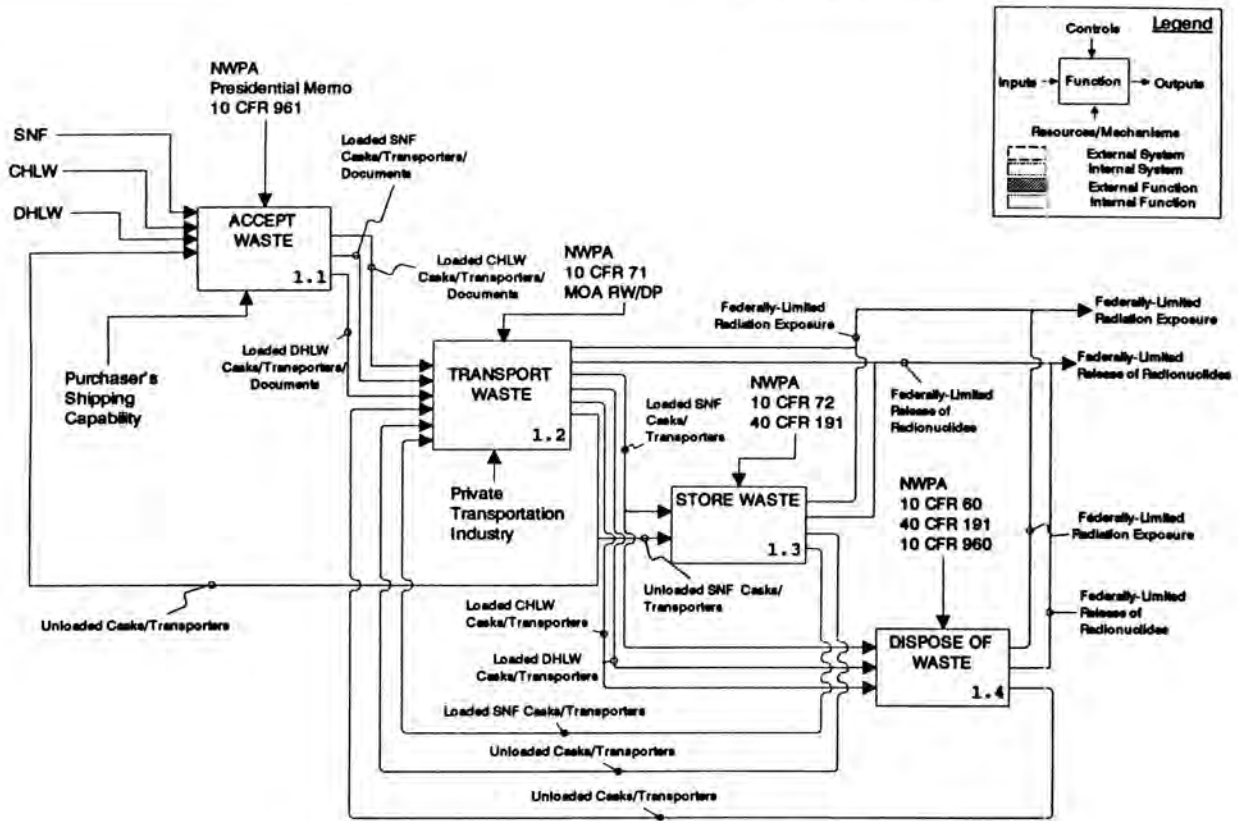 Legend
Controls
Inputs
Function
Outputs
Resources/Mechanisms
External System
Internal System
External Function
Internal Function
NWPA
Presidential Memo
10 CFR 961
SNF
CHLW
DHLW
Loaded SNF
Casks/Transporters/
Documents
ACCEPT
WASTE
1.1
Loaded CHLW
Casks/Transporters/
Documents
NWPA
10 CFR 71
MOA RW/DP
Loaded DHLW
Casks/Transporters/
Documents
Purchaser's
Shipping
Capability
TRANSPORT
WASTE
1.2
Private
Transportation
Industry
Federally-Limited
Radiation Exposure
Federally-Limited
Radiation Exposure
Federally-Limited
Release of Radionuclides
Federally-Limited
Release of
Radionuclides
Loaded SNF
Casks/
Transporters
NWPA
10 CFR 72
40 CFR 191
STORE WASTE
1.3
NWPA
10 CFR 60
40 CFR 191
10 CFR 960
Federally-Limited
Radiation Exposure
Federally-Limited
Release of
Radionuclides
Unloaded SNF Casks/
Transporters
Unloaded Casks/Transporters
Loaded CHLW
Casks/Transporters
Loaded DHLW
Casks/Transporters
DISPOSE OF
WASTE
1.4
Loaded SNF Casks/Transporters
Unloaded Casks/Transporters
Unloaded Casks/Transporters